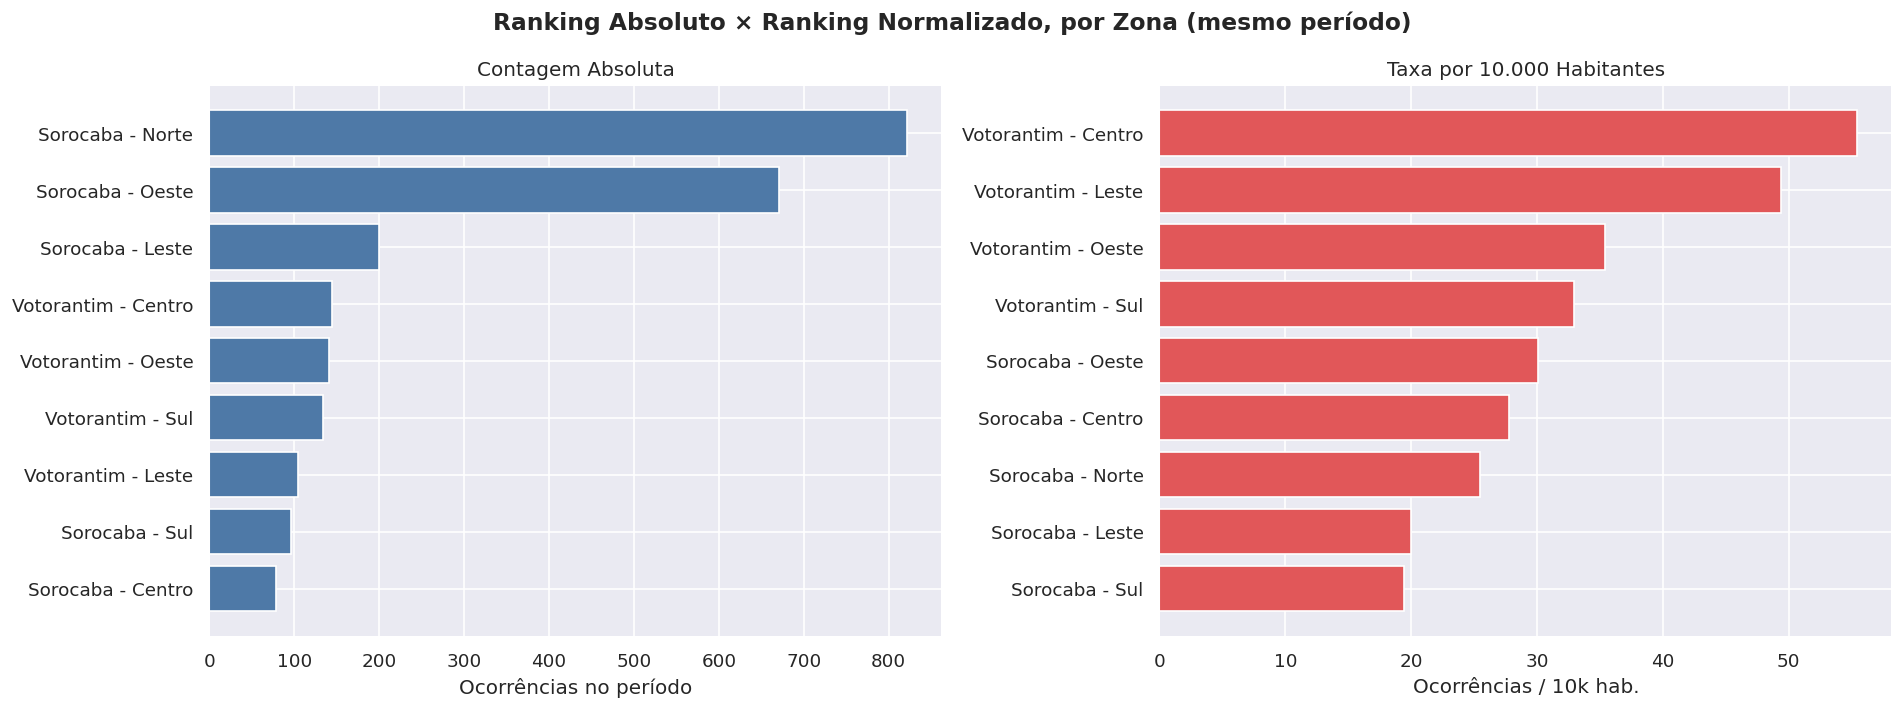 Ranking Absoluto × Ranking Normalizado, por Zona (mesmo período)
Contagem Absoluta
Sorocaba - Norte
Sorocaba - Oeste
Sorocaba - Leste
Votorantim - Centro
Votorantim - Oeste
Votorantim - Sul
Votorantim - Leste
Sorocaba - Sul
Sorocaba - Centro
0 100 200 300 400 500 600 700 800
Ocorrências no período
Taxa por 10.000 Habitantes
Votorantim - Centro
Votorantim - Leste
Votorantim - Oeste
Votorantim - Sul
Sorocaba - Oeste
Sorocaba - Centro
Sorocaba - Norte
Sorocaba - Leste
Sorocaba - Sul
0 10 20 30 40 50
Ocorrências / 10k hab.